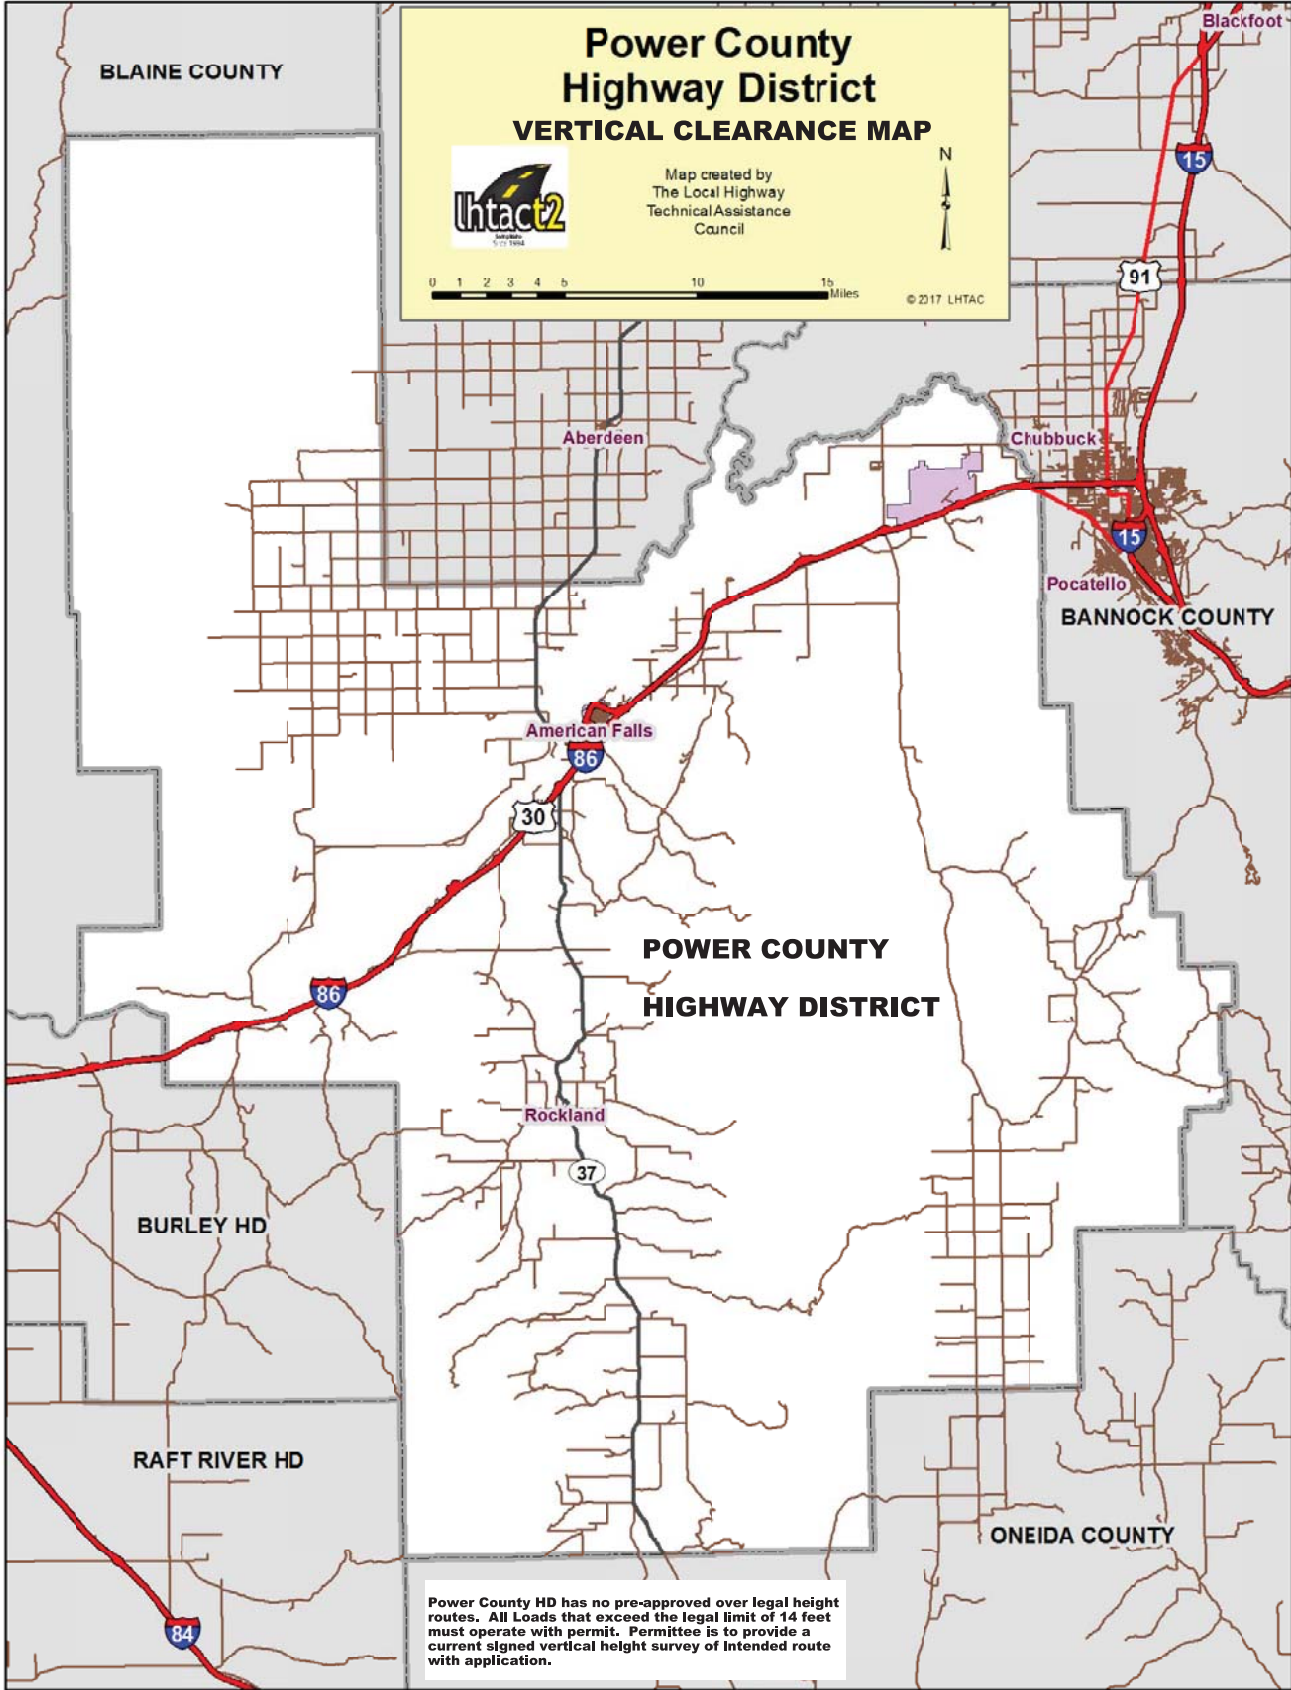 Power County
Highway District
VERTICAL CLEARANCE MAP
lhtact2
Map created by
The Local Highway
Technical Assistance
Council
N
0 1 2 3 4 5 10 15
Miles
© 2017 LHTAC
Blackfoot
BLAINE COUNTY
15
91
Aberdeen
Chubbuck
15
Pocatello
BANNOCK COUNTY
American Falls
86
30
POWER COUNTY
HIGHWAY DISTRICT
86
Rockland
37
BURLEY HD
RAFT RIVER HD
ONEIDA COUNTY
84
Power County HD has no pre-approved over legal height
routes. All Loads that exceed the legal limit of 14 feet
must operate with permit. Permittee is to provide a
current signed vertical height survey of intended route
with application.